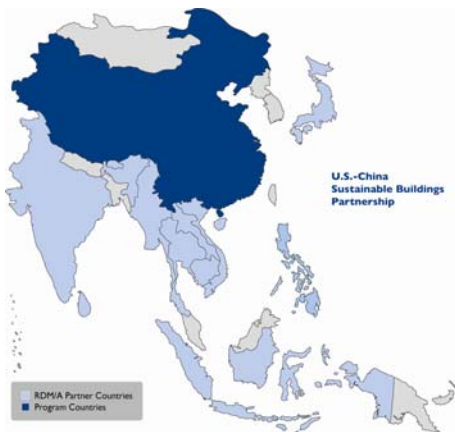 U.S.-China
Sustainable Buildings
Partnership
RDM/A Partner Countries
Program Countries